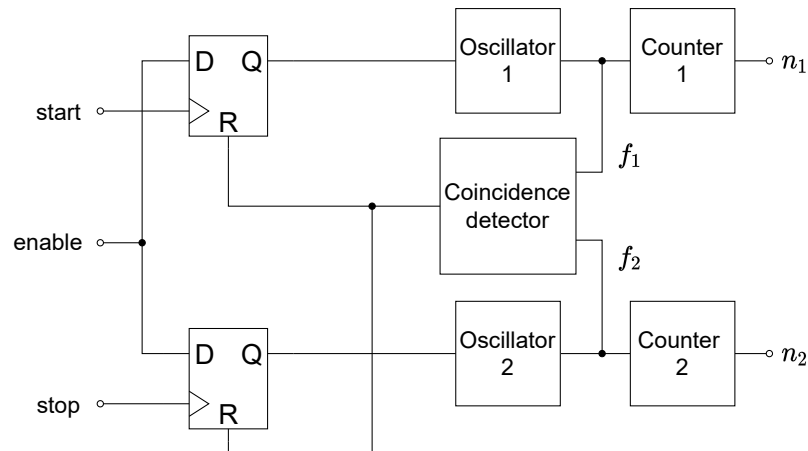 D Q
Oscillator
1
Counter
1
n₁
start
R
f₁
Coincidence
detector
enable
f₂
D Q
Oscillator
2
Counter
2
n₂
stop
R